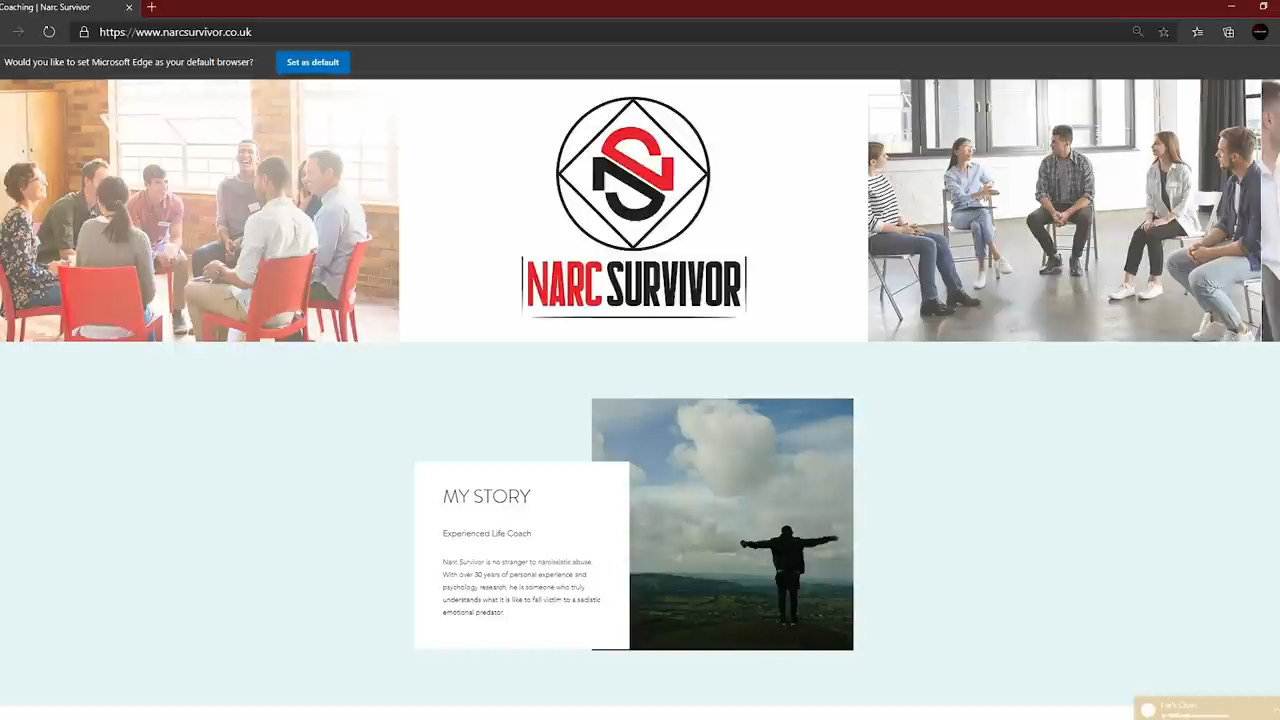 Coaching | Narc Survivor
https://www.narcsurvivor.co.uk
Would you like to set Microsoft Edge as your default browser?
Set as default
NARC SURVIVOR
MY STORY
Experienced Life Coach
Narc Survivor is no stranger to narcissistic abuse.
With over 30 years of personal experience and
psychology research, he is someone who truly
understands what it is like to fall victim to a sadistic
emotional predator.
Let's Chat!